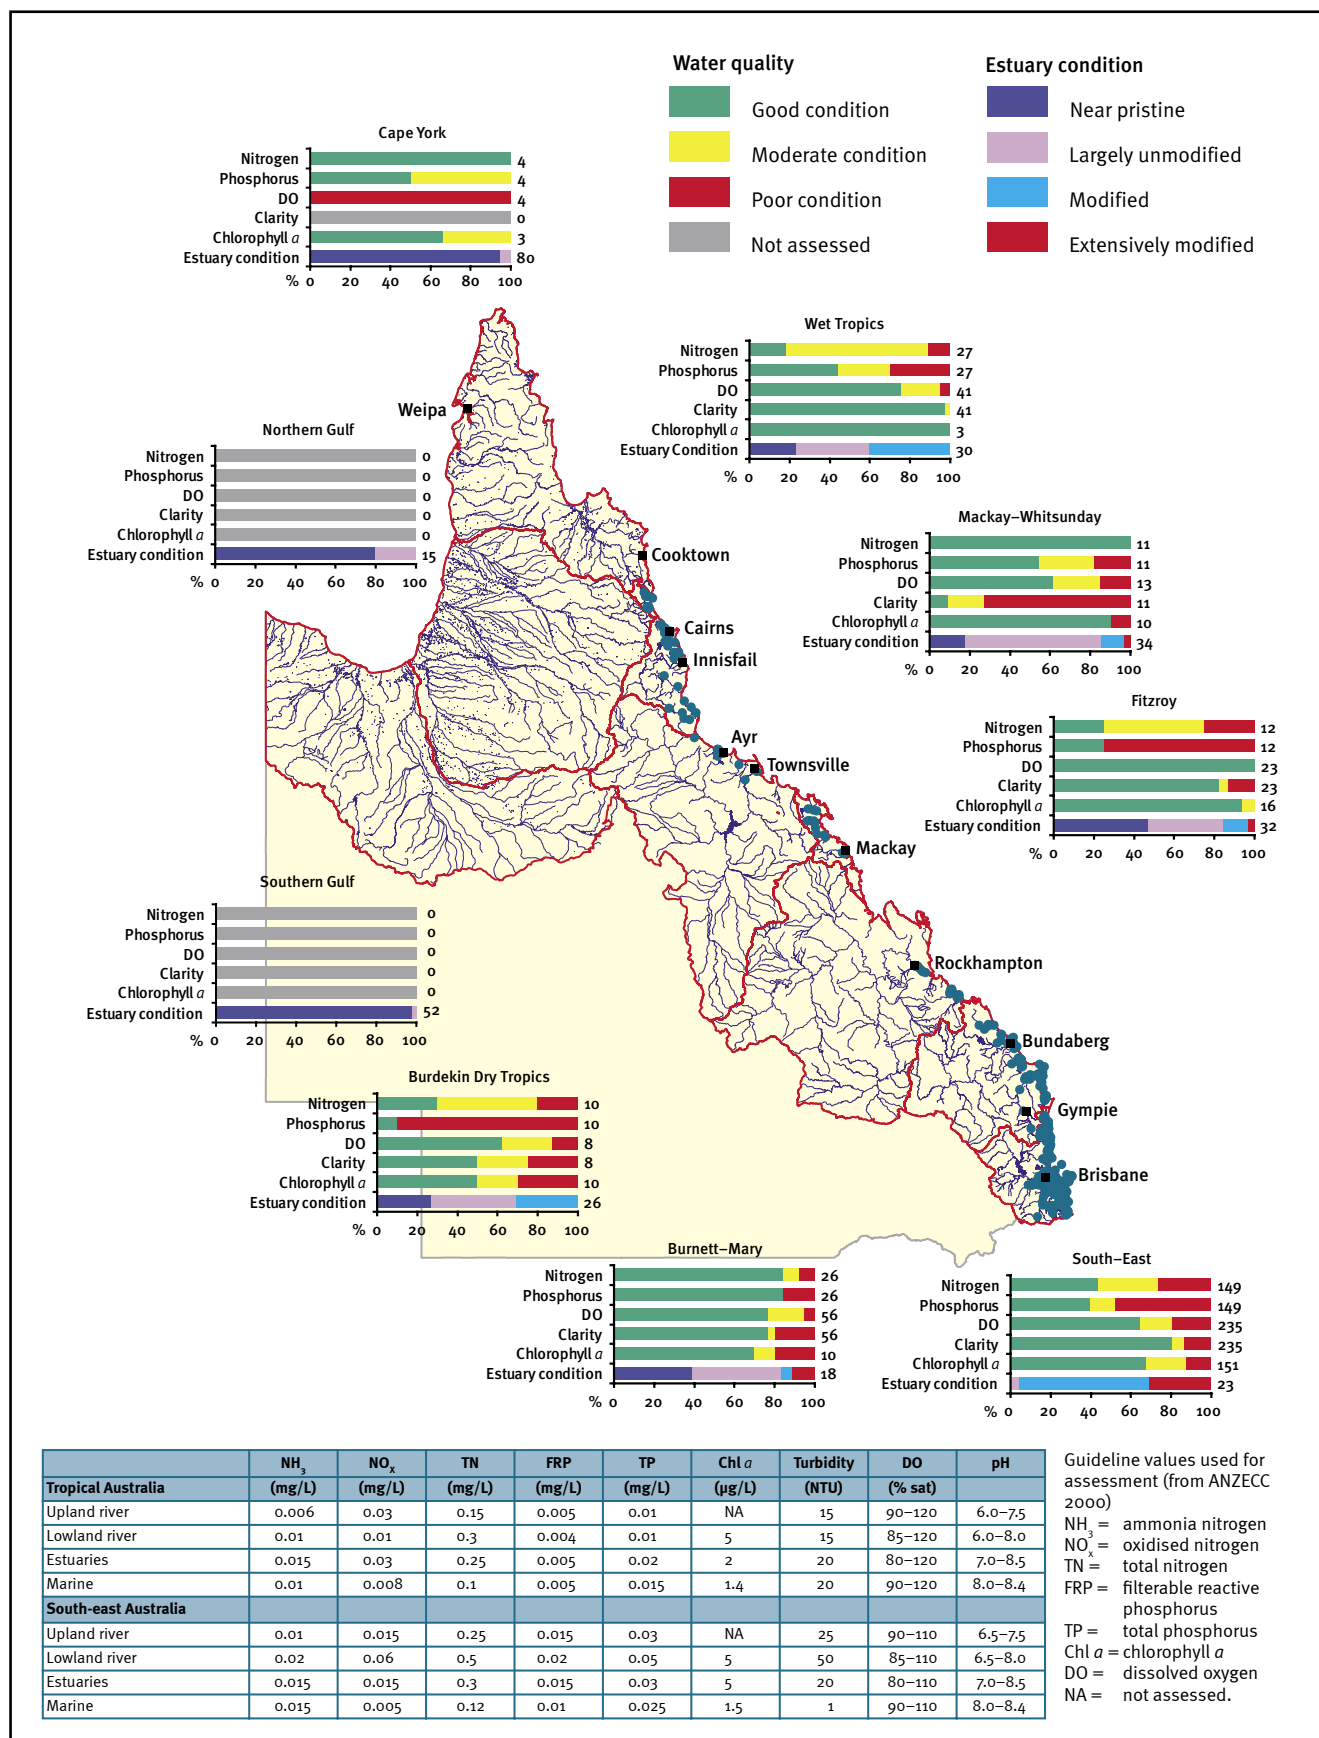 Water quality
Good condition
Moderate condition
Poor condition
Not assessed
Estuary condition
Near pristine
Largely unmodified
Modified
Extensively modified
Cape York
Nitrogen 4
Phosphorus 4
DO 4
Clarity 0
Chlorophyll a 3
Estuary condition 80
% 0 20 40 60 80 100
Wet Tropics
Nitrogen 27
Phosphorus 27
DO 41
Clarity 41
Chlorophyll a 3
Estuary Condition 30
% 0 20 40 60 80 100
Weipa
Northern Gulf
Nitrogen 0
Phosphorus 0
DO 0
Clarity 0
Chlorophyll a 0
Estuary condition 15
% 0 20 40 60 80 100
Mackay–Whitsunday
Nitrogen 11
Phosphorus 11
DO 13
Clarity 11
Chlorophyll a 10
Estuary condition 34
% 0 20 40 60 80 100
Cooktown
Cairns
Innisfail
Ayr
Townsville
Mackay
Fitzroy
Nitrogen 12
Phosphorus 12
DO 23
Clarity 23
Chlorophyll a 16
Estuary condition 32
% 0 20 40 60 80 100
Southern Gulf
Nitrogen 0
Phosphorus 0
DO 0
Clarity 0
Chlorophyll a 0
Estuary condition 52
% 0 20 40 60 80 100
Rockhampton
Bundaberg
Gympie
Brisbane
Burdekin Dry Tropics
Nitrogen 10
Phosphorus 10
DO 8
Clarity 8
Chlorophyll a 10
Estuary condition 26
% 0 20 40 60 80 100
Burnett–Mary
Nitrogen 26
Phosphorus 26
DO 56
Clarity 56
Chlorophyll a 10
Estuary condition 18
% 0 20 40 60 80 100
South–East
Nitrogen 149
Phosphorus 149
DO 235
Clarity 235
Chlorophyll a 151
Estuary condition 23
% 0 20 40 60 80 100
NH3 NOx TN FRP TP Chl a Turbidity DO pH
Tropical Australia (mg/L) (mg/L) (mg/L) (mg/L) (mg/L) (µg/L) (NTU) (% sat)
Upland river 0.006 0.03 0.15 0.005 0.01 NA 15 90–120 6.0–7.5
Lowland river 0.01 0.01 0.3 0.004 0.01 5 15 85–120 6.0–8.0
Estuaries 0.015 0.03 0.25 0.005 0.02 2 20 80–120 7.0–8.5
Marine 0.01 0.008 0.1 0.005 0.015 1.4 20 90–120 8.0–8.4
South-east Australia
Upland river 0.01 0.015 0.25 0.015 0.03 NA 25 90–110 6.5–7.5
Lowland river 0.02 0.06 0.5 0.02 0.05 5 50 85–110 6.5–8.0
Estuaries 0.015 0.015 0.3 0.015 0.03 5 20 80–110 7.0–8.5
Marine 0.015 0.005 0.12 0.01 0.025 1.5 1 90–110 8.0–8.4
Guideline values used for
assessment (from ANZECC
2000)
NH3 = ammonia nitrogen
NOx = oxidised nitrogen
TN = total nitrogen
FRP = filterable reactive
phosphorus
TP = total phosphorus
Chl a = chlorophyll a
DO = dissolved oxygen
NA = not assessed.